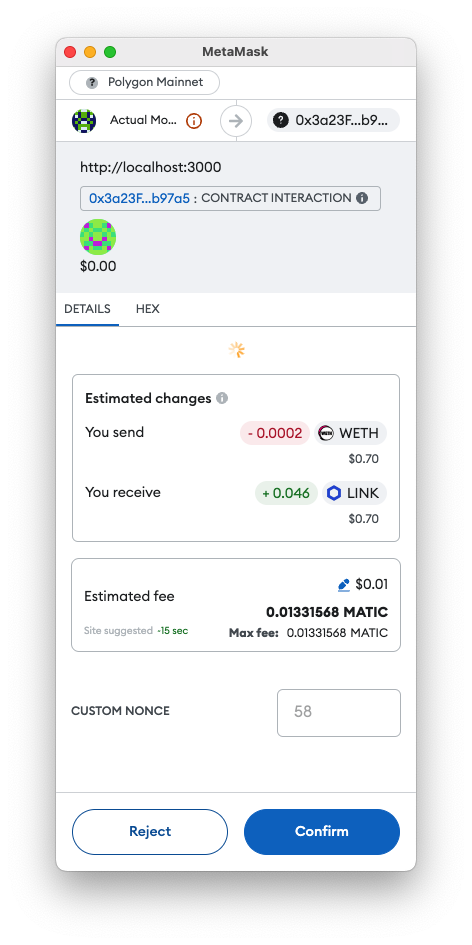 MetaMask
Polygon Mainnet
Actual Mo... 0x3a23F...b9...
http://localhost:3000
0x3a23F...b97a5 : CONTRACT INTERACTION
$0.00
DETAILS HEX
Estimated changes
You send - 0.0002 WETH
$0.70
You receive + 0.046 LINK
$0.70
$0.01
Estimated fee
0.01331568 MATIC
Site suggested ~15 sec Max fee: 0.01331568 MATIC
CUSTOM NONCE 58
Reject Confirm